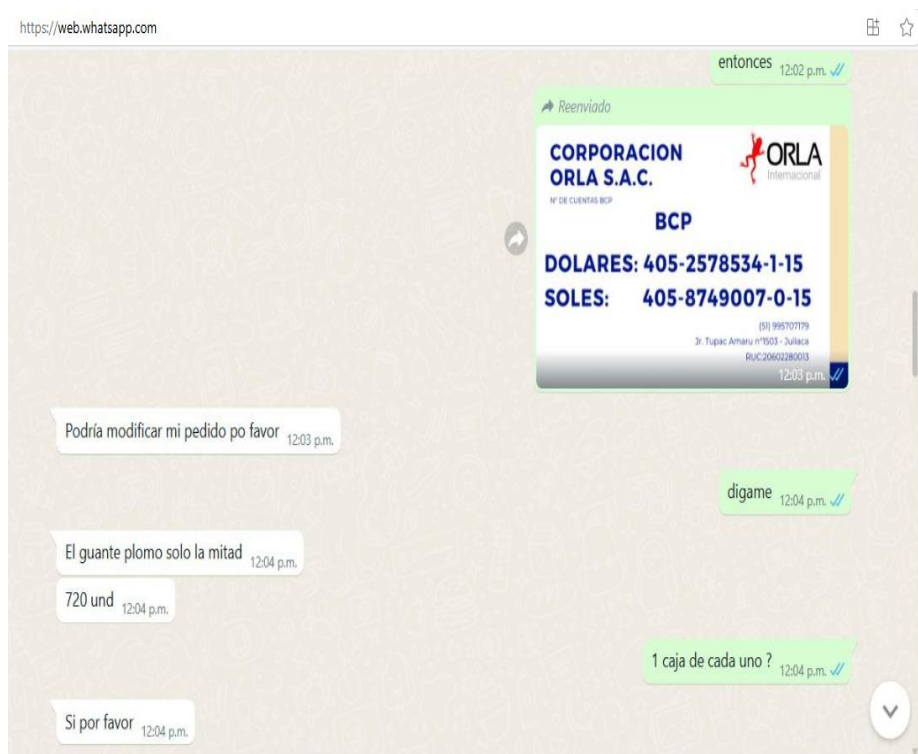 https://web.whatsapp.com
entonces 12:02 p.m.
Reenviado
CORPORACION
ORLA S.A.C.
ORLA
Internacional
N° DE CUENTAS BCP
BCP
DOLARES: 405-2578534-1-15
SOLES: 405-8749007-0-15
(51) 995707179
Jr. Tupac Amaru n°1503 - Juliaca
RUC:20602280013
12:03 p.m.
Podría modificar mi pedido po favor 12:03 p.m.
digame 12:04 p.m.
El guante plomo solo la mitad 12:04 p.m.
720 und 12:04 p.m.
1 caja de cada uno ? 12:04 p.m.
Si por favor 12:04 p.m.